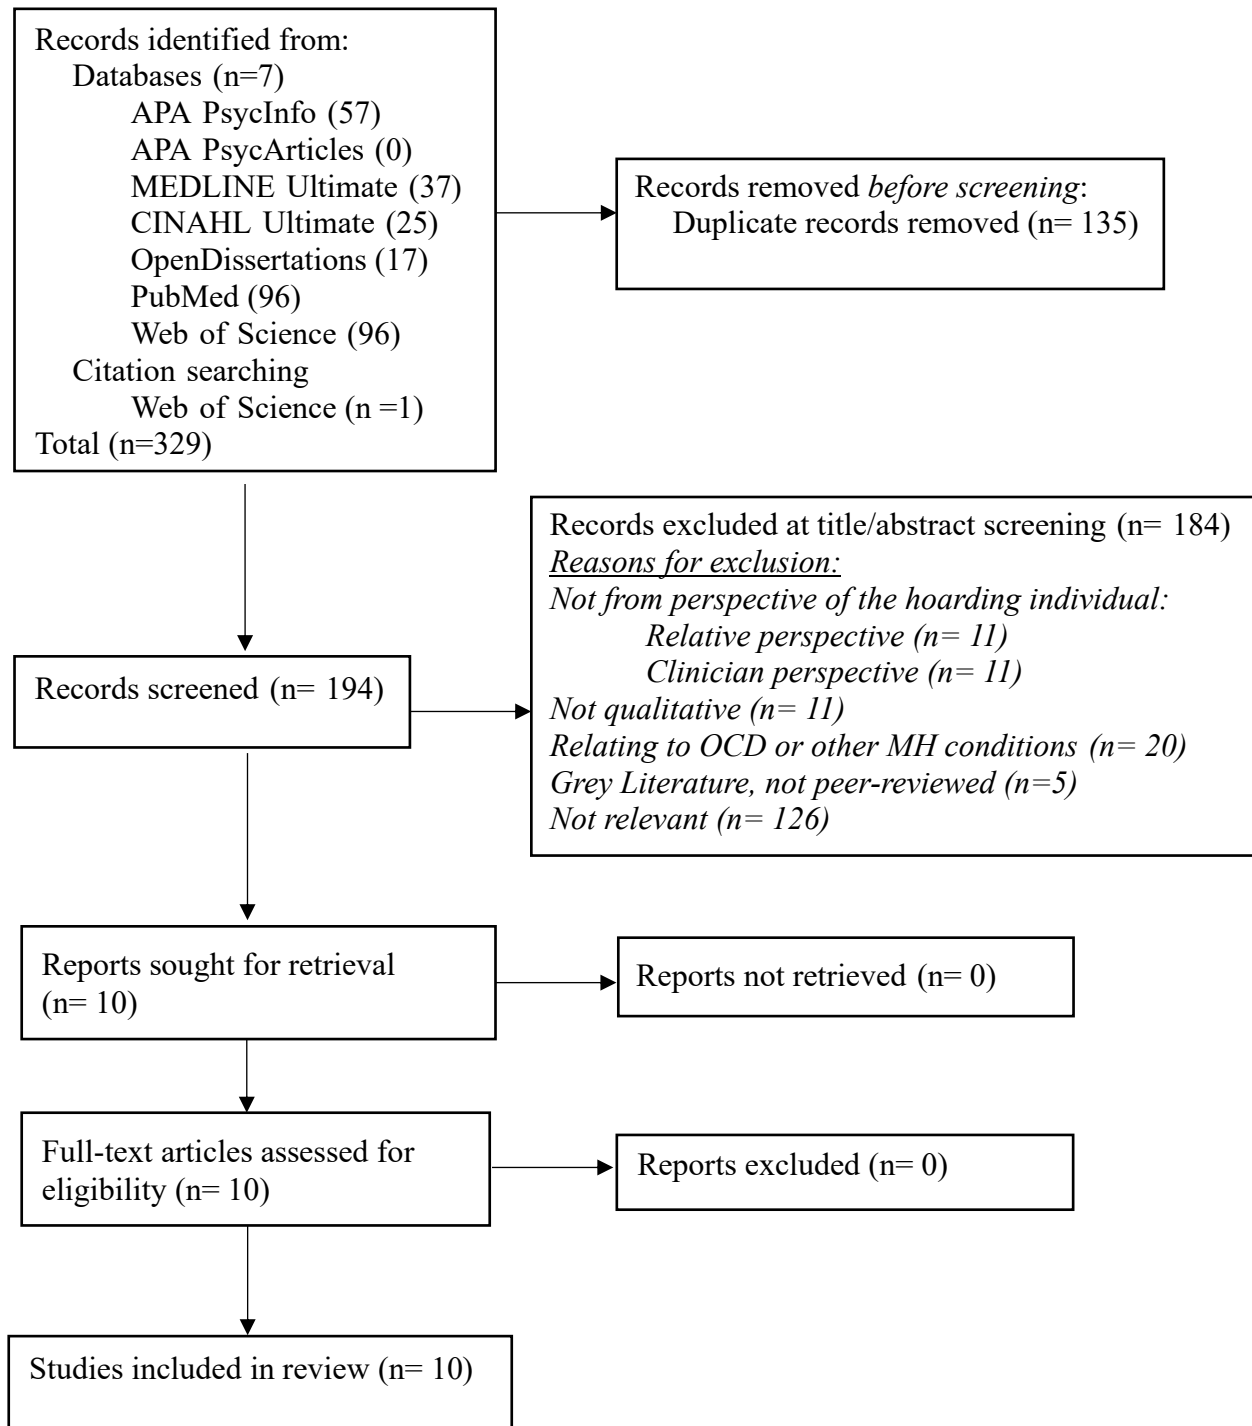 Records identified from:
Databases (n=7)
APA PsycInfo (57)
APA PsycArticles (0)
MEDLINE Ultimate (37)
CINAHL Ultimate (25)
OpenDissertations (17)
PubMed (96)
Web of Science (96)
Citation searching
Web of Science (n =1)
Total (n=329)
Records removed before screening:
Duplicate records removed (n= 135)
Records screened (n= 194)
Records excluded at title/abstract screening (n= 184)
Reasons for exclusion:
Not from perspective of the hoarding individual:
Relative perspective (n= 11)
Clinician perspective (n= 11)
Not qualitative (n= 11)
Relating to OCD or other MH conditions (n= 20)
Grey Literature, not peer-reviewed (n=5)
Not relevant (n= 126)
Reports sought for retrieval
(n= 10)
Reports not retrieved (n= 0)
Full-text articles assessed for
eligibility (n= 10)
Reports excluded (n= 0)
Studies included in review (n= 10)